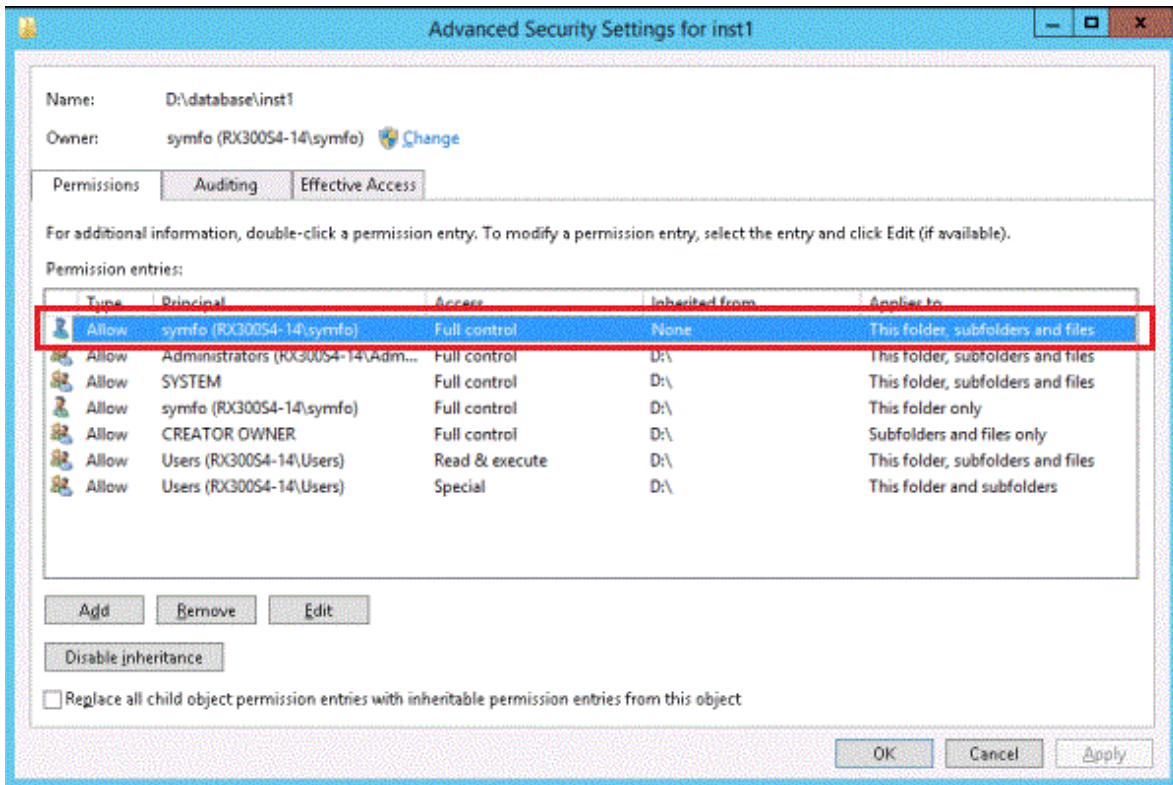 Advanced Security Settings for inst1
Name: D:\database\inst1
Owner: symfo (RX300S4-14\symfo) Change
Permissions Auditing Effective Access
For additional information, double-click a permission entry. To modify a permission entry, select the entry and click Edit (if available).
Permission entries:
Type Principal Access Inherited from Applies to
Allow symfo (RX300S4-14\symfo) Full control None This folder, subfolders and files
Allow Administrators (RX300S4-14\Adm... Full control D:\ This folder, subfolders and files
Allow SYSTEM Full control D:\ This folder, subfolders and files
Allow symfo (RX300S4-14\symfo) Full control D:\ This folder only
Allow CREATOR OWNER Full control D:\ Subfolders and files only
Allow Users (RX300S4-14\Users) Read & execute D:\ This folder, subfolders and files
Allow Users (RX300S4-14\Users) Special D:\ This folder and subfolders
Add Remove Edit
Disable inheritance
Replace all child object permission entries with inheritable permission entries from this object
OK Cancel Apply